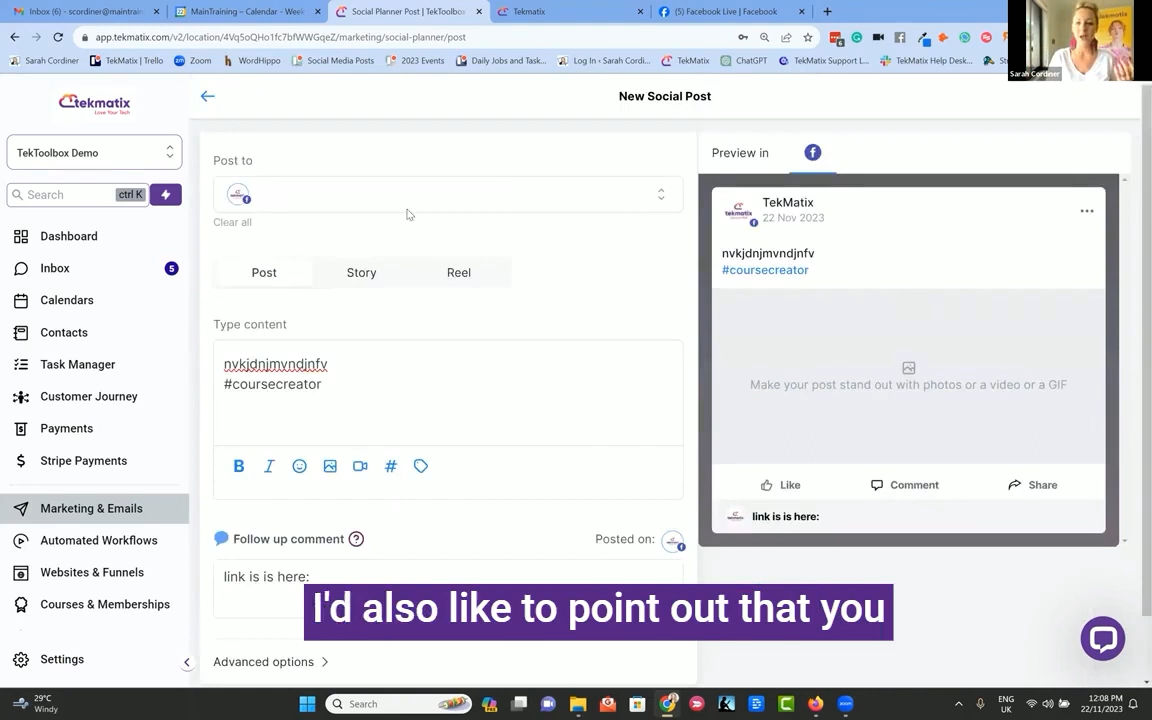 Inbox (10) - scordiner@maintrain
MainTraining – Calendar - Week
Social Planner Post | TekToolbox
Tekmatix
(5) Facebook Live | Facebook
app.tekmatix.com/v2/location/4Vq5oQHo1fc7bfWWGqeZ/marketing/social-planner/post
Sarah Cordiner
TekMatix | Trello
Zoom
WordHippo
Social Media Posts
2023 Events
Daily Jobs and Task...
Log In ‹ Sarah Cordi...
TekMatix
ChatGPT
TekMatix Support L...
TekMatix Help Desk...
Sarah Cordiner
tekmatix
Love Your Tech
TekToolbox Demo
Search
ctrl K
Dashboard
Inbox
5
Calendars
Contacts
Task Manager
Customer Journey
Payments
Stripe Payments
Marketing & Emails
Automated Workflows
Websites & Funnels
Courses & Memberships
Settings
New Social Post
Post to
Clear all
Post
Story
Reel
Type content
nvkjdnjmvndjnfv
#coursecreator
B
I
#
Follow up comment
Posted on:
link is is here:
Advanced options
Preview in
TekMatix
22 Nov 2023
nvkjdnjmvndjnfv
#coursecreator
Make your post stand out with photos or a video or a GIF
Like
Comment
Share
link is is here:
I'd also like to point out that you
29°C
Windy
Search
ENG
UK
12:08 PM
22/11/2023